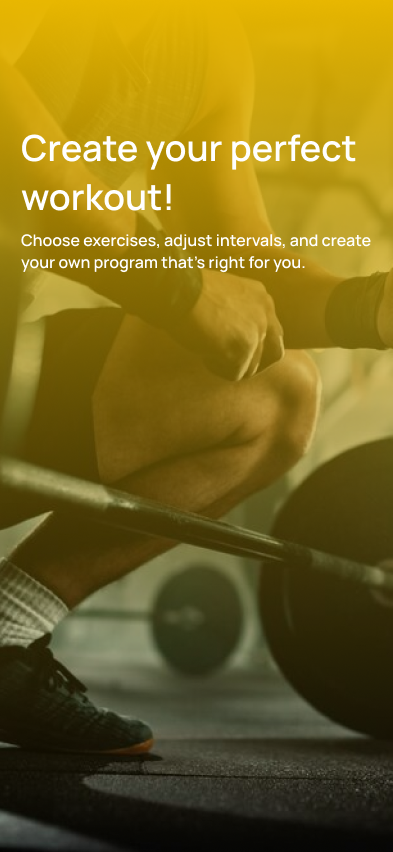 Create your perfect
workout!
Choose exercises, adjust intervals, and create
your own program that's right for you.